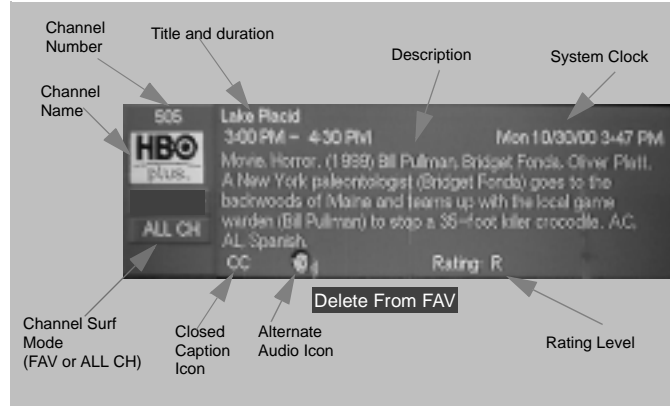 Channel
Number
Title and duration
Description
System Clock
Channel
Name
505
Lake Placid
3:00 PM – 4:30 PM
Mon 10/30/00 3:47 PM
HBO
plus.
Movie, Horror. (1999) Bill Pullman, Bridget Fonda, Oliver Platt.
A New York paleontologist (Bridget Fonda) goes to the
backwoods of Maine and teams up with the local game
warden (Bill Pullman) to stop a 35-foot killer crocodile. AC,
AL. Spanish.
ALL CH
CC
Rating: R
Delete From FAV
Channel Surf
Mode
(FAV or ALL CH)
Closed
Caption
Icon
Alternate
Audio Icon
Rating Level